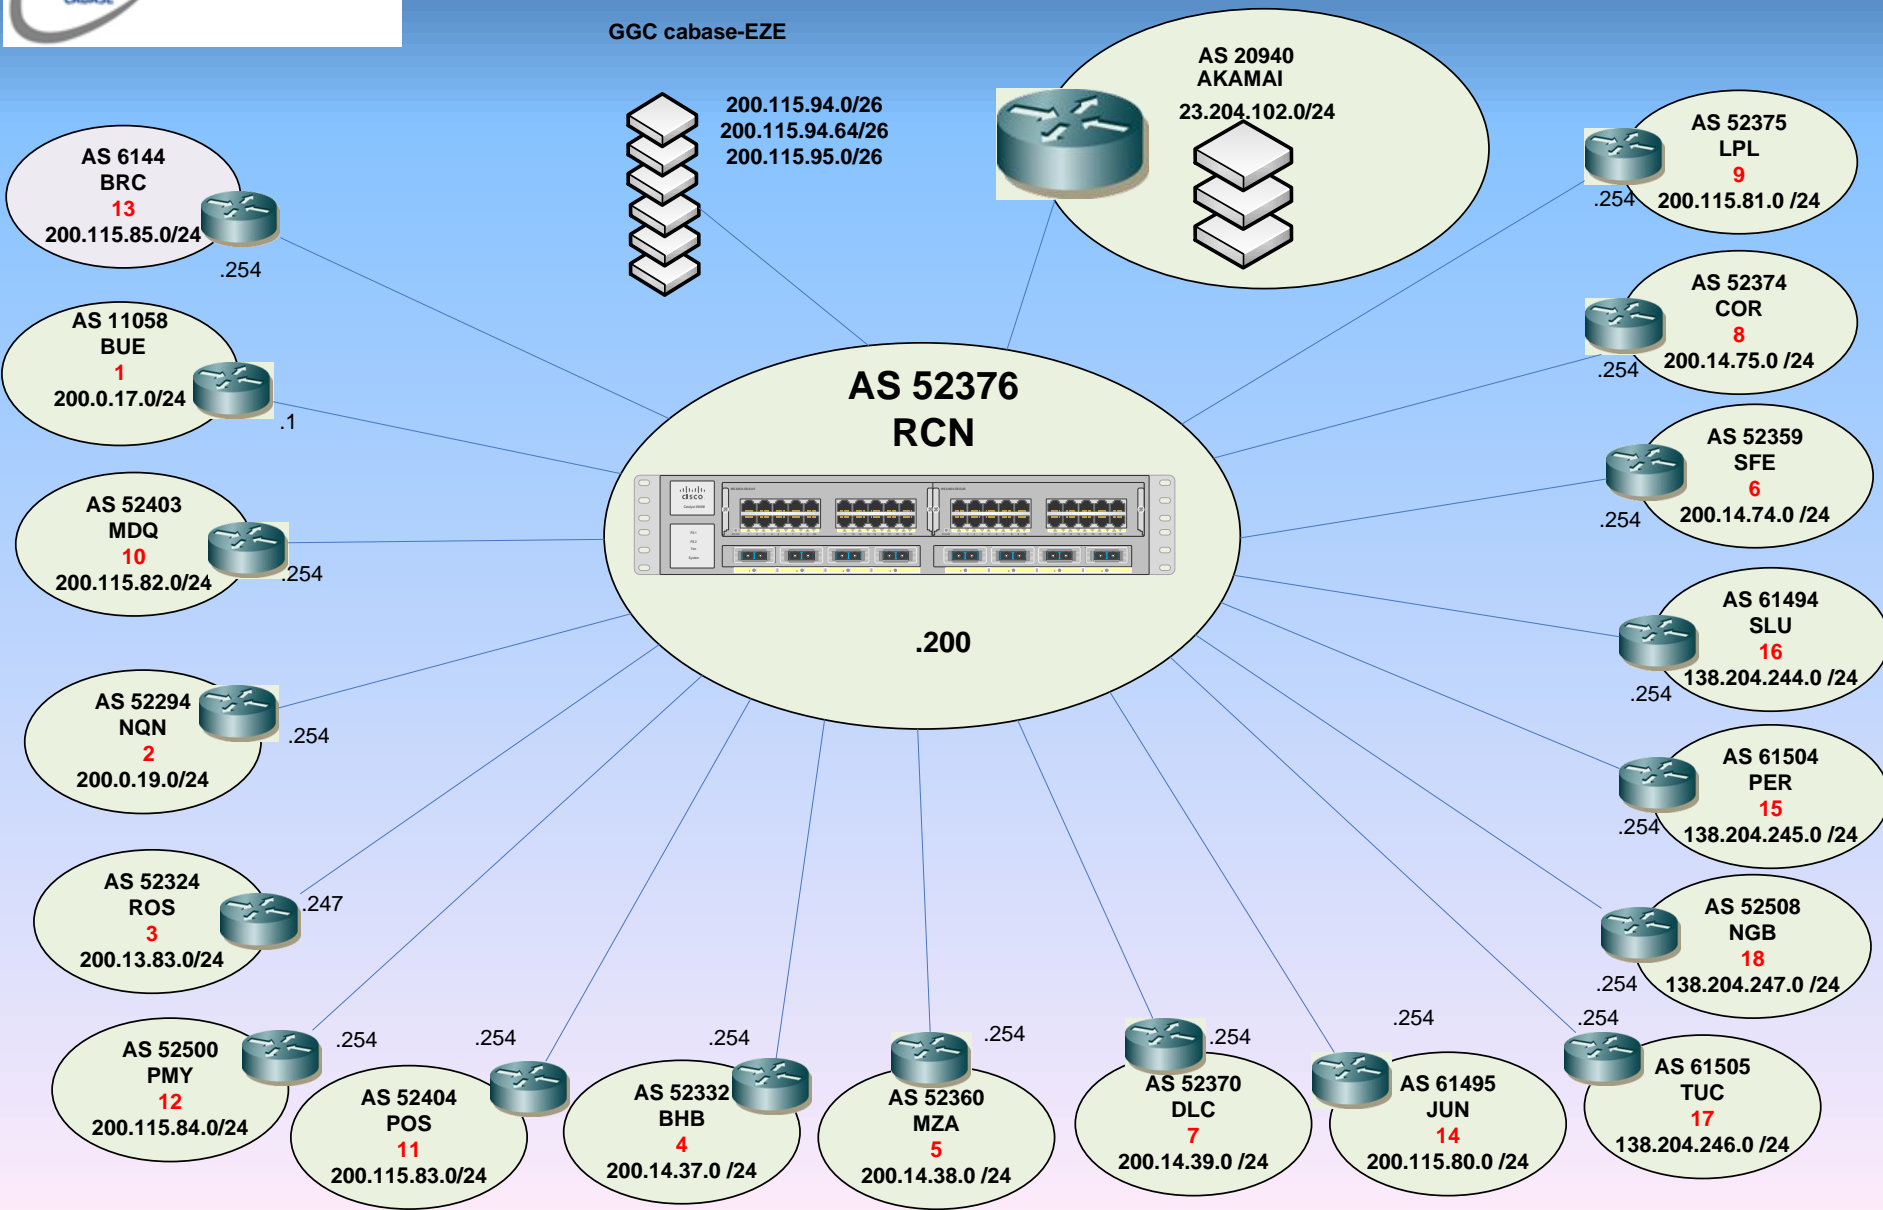 CABASE
GGC cabase-EZE
200.115.94.0/26
200.115.94.64/26
200.115.95.0/26
AS 20940
AKAMAI
23.204.102.0/24
AS 6144
BRC
13
200.115.85.0/24
.254
AS 11058
BUE
1
200.0.17.0/24
.1
AS 52403
MDQ
10
200.115.82.0/24
.254
AS 52294
NQN
2
200.0.19.0/24
.254
AS 52324
ROS
3
200.13.83.0/24
.247
AS 52376
RCN
cisco
.200
AS 52375
LPL
9
200.115.81.0 /24
.254
AS 52374
COR
8
200.14.75.0 /24
.254
AS 52359
SFE
6
200.14.74.0 /24
.254
AS 61494
SLU
16
138.204.244.0 /24
.254
AS 61504
PER
15
138.204.245.0 /24
.254
AS 52508
NGB
18
138.204.247.0 /24
.254
AS 52500
PMY
12
200.115.84.0/24
.254
AS 52404
POS
11
200.115.83.0/24
.254
AS 52332
BHB
4
200.14.37.0 /24
.254
AS 52360
MZA
5
200.14.38.0 /24
.254
AS 52370
DLC
7
200.14.39.0 /24
.254
AS 61495
JUN
14
200.115.80.0 /24
.254
AS 61505
TUC
17
138.204.246.0 /24
.254